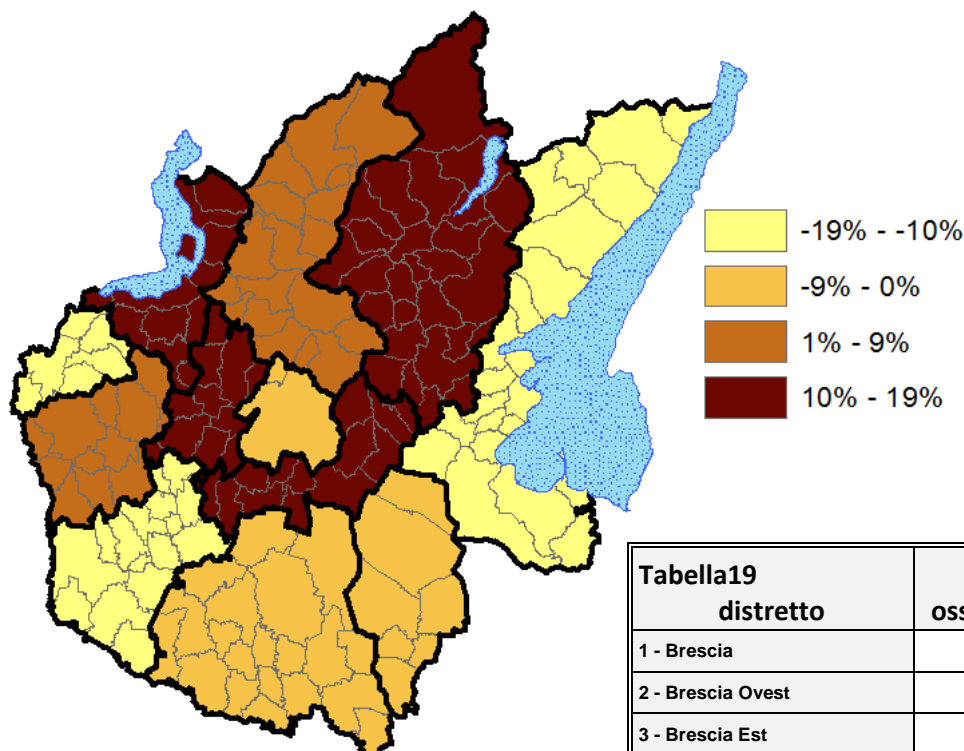 -19% - -10%
-9% - 0%
1% - 9%
10% - 19%
Tabella19
distretto
1 - Brescia
2 - Brescia Ovest
3 - Brescia Est